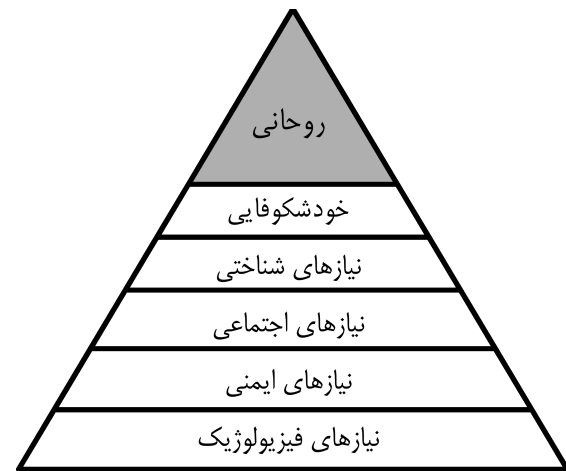 روحانی
خودشکوفایی
نیازهای شناختی
نیازهای اجتماعی
نیازهای ایمنی
نیازهای فیزیولوژیک